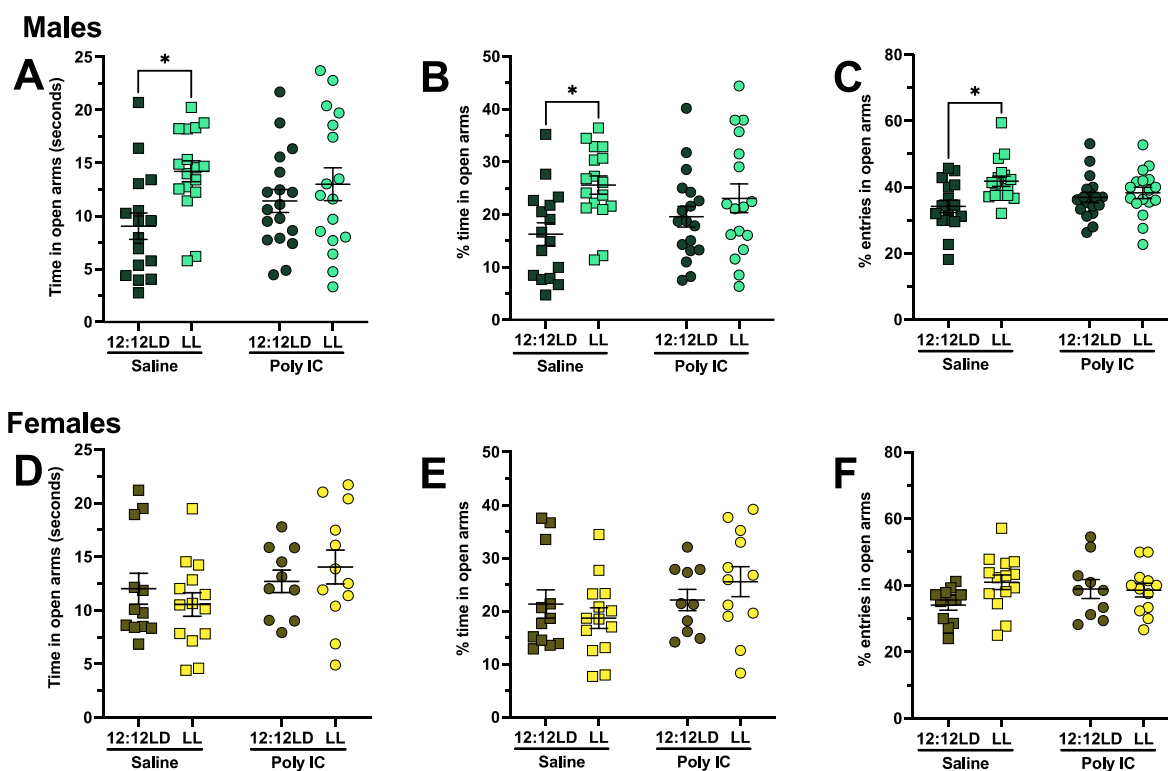 Males
A
Time in open arms (seconds)
25
20
15
10
5
0
*
12:12LD LL 12:12LD LL
Saline Poly IC
B
% time in open arms
50
40
30
20
10
0
*
12:12LD LL 12:12LD LL
Saline Poly IC
C
% entries in open arms
80
60
40
20
0
*
12:12LD LL 12:12LD LL
Saline Poly IC
Females
D
Time in open arms (seconds)
25
20
15
10
5
0
12:12LD LL 12:12LD LL
Saline Poly IC
E
% time in open arms
50
40
30
20
10
0
12:12LD LL 12:12LD LL
Saline Poly IC
F
% entries in open arms
80
60
40
20
0
12:12LD LL 12:12LD LL
Saline Poly IC